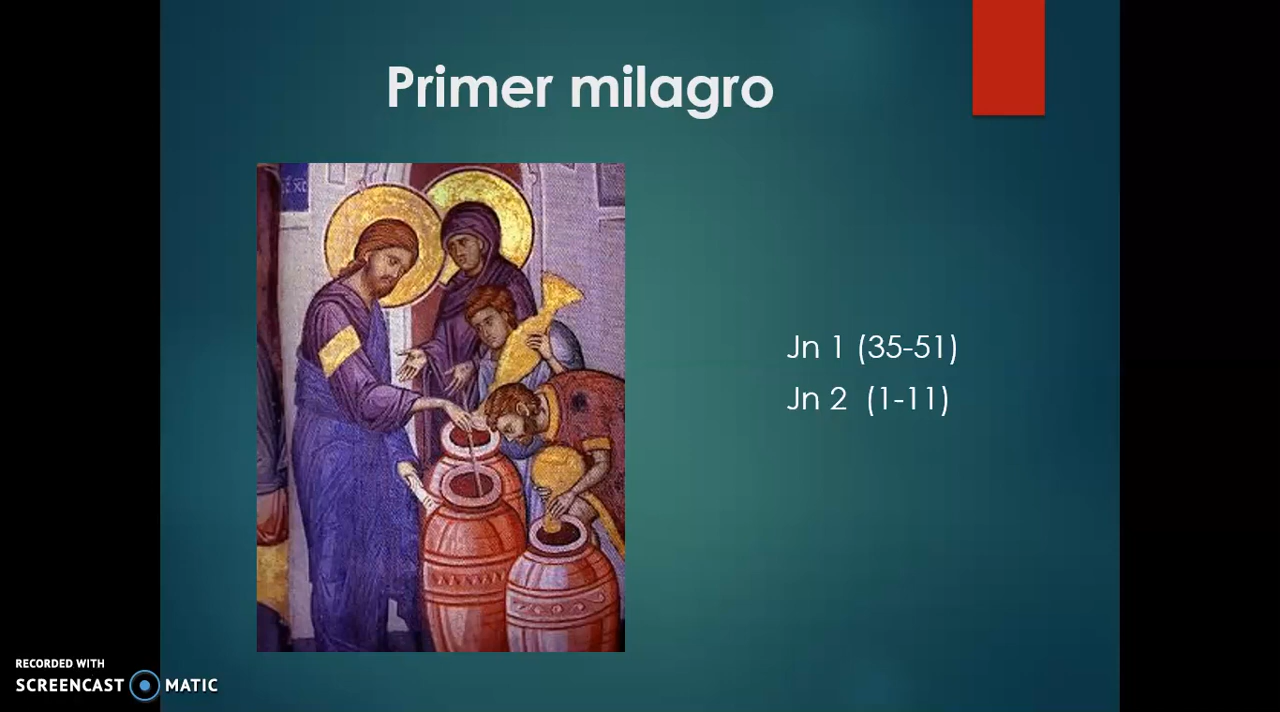 Primer milagro
Jn 1 (35-51)
Jn 2 (1-11)
RECORDED WITH
SCREENCAST MATIC